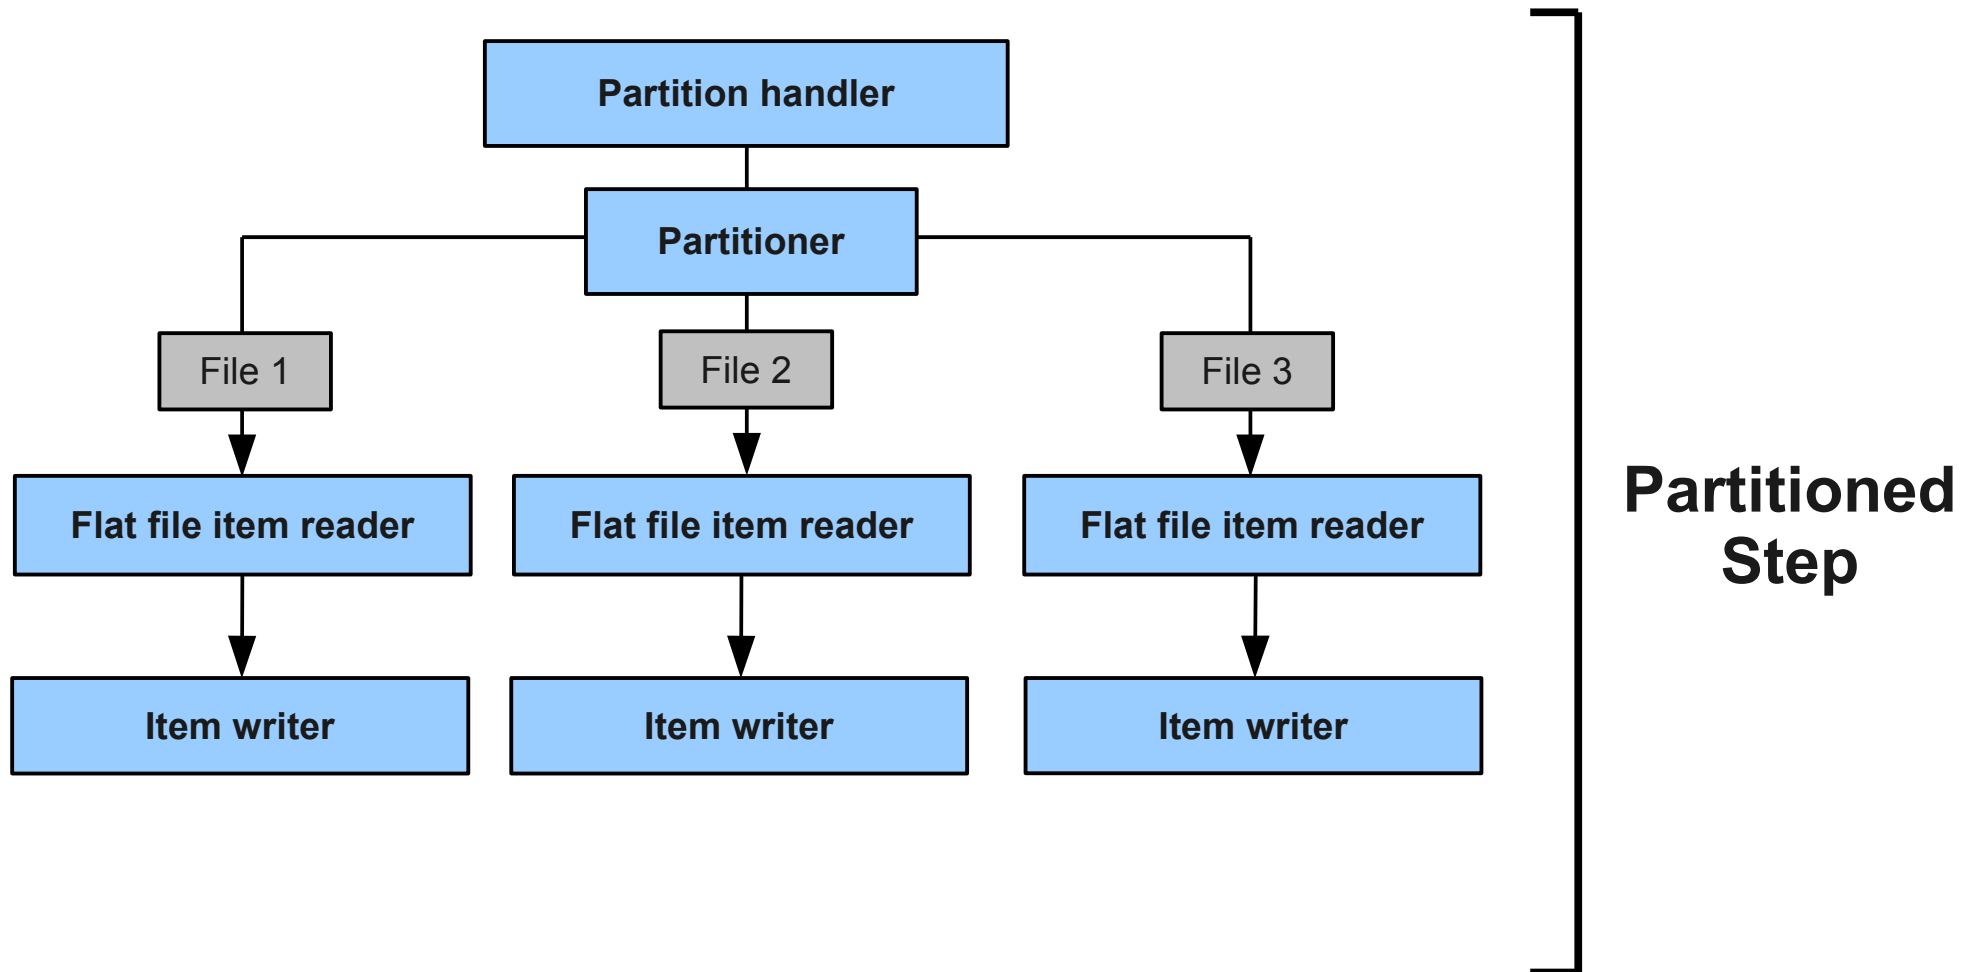 Partition handler
Partitioner
File 1
File 2
File 3
Flat file item reader
Flat file item reader
Flat file item reader
Item writer
Item writer
Item writer
Partitioned
Step